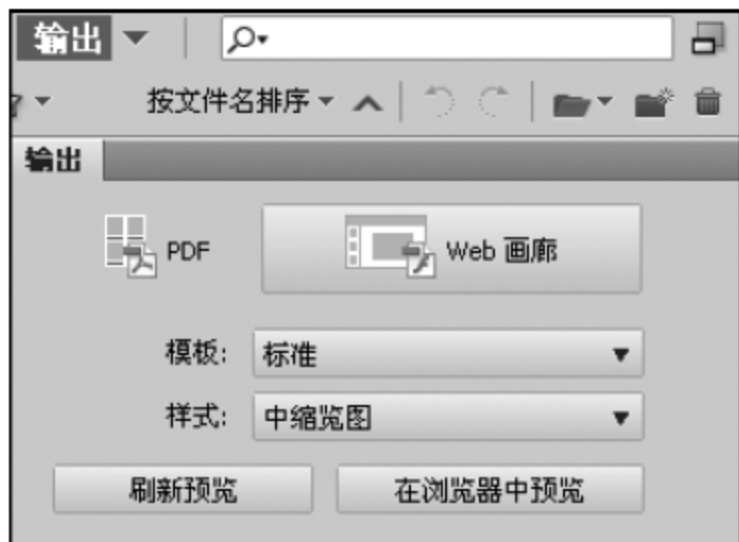 输出
按文件名排序
输出
PDF
Web 画廊
模板: 标准
样式: 中缩览图
刷新预览 在浏览器中预览